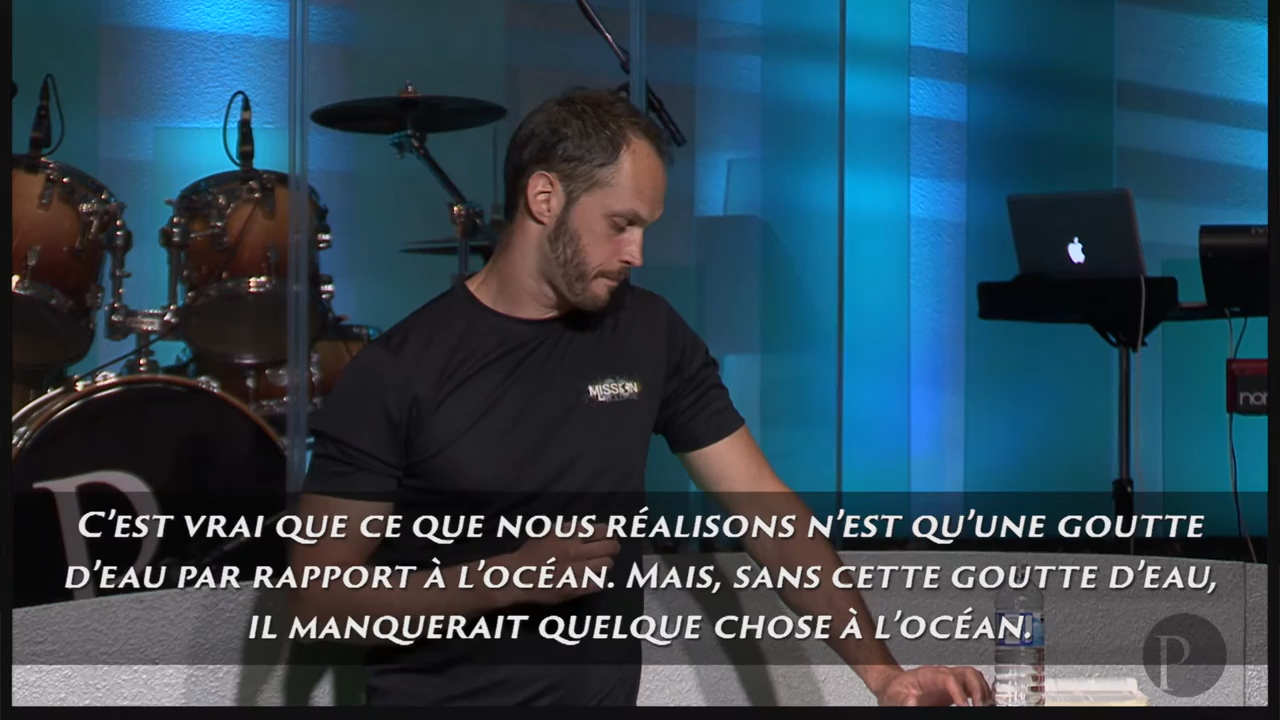 MISSION
nor
P
C'EST VRAI QUE CE QUE NOUS RÉALISONS N'EST QU'UNE GOUTTE
D'EAU PAR RAPPORT À L'OCÉAN. MAIS, SANS CETTE GOUTTE D'EAU,
IL MANQUERAIT QUELQUE CHOSE À L'OCÉAN.
P